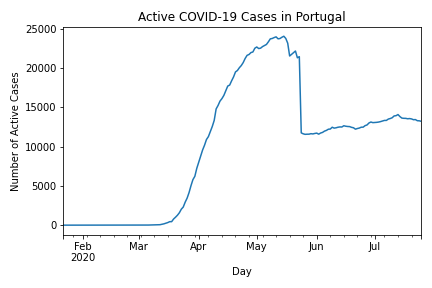 Active COVID-19 Cases in Portugal
Number of Active Cases
25000
20000
15000
10000
5000
0
Feb Mar Apr May Jun Jul
2020
Day